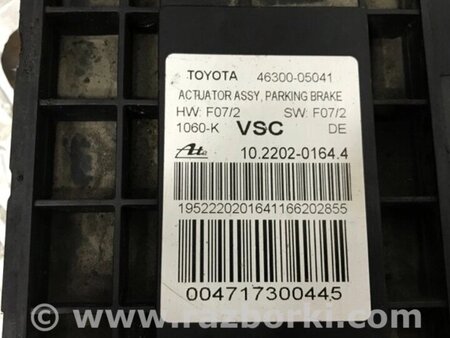 TOYOTA 46300-05041
ACTUATOR ASSY, PARKING BRAKE
HW: F07/2 SW: F07/2
1060-K VSC DE
Ate 10.2202-0164.4
1952220201641166202855
004717300445
© www.razborki.com